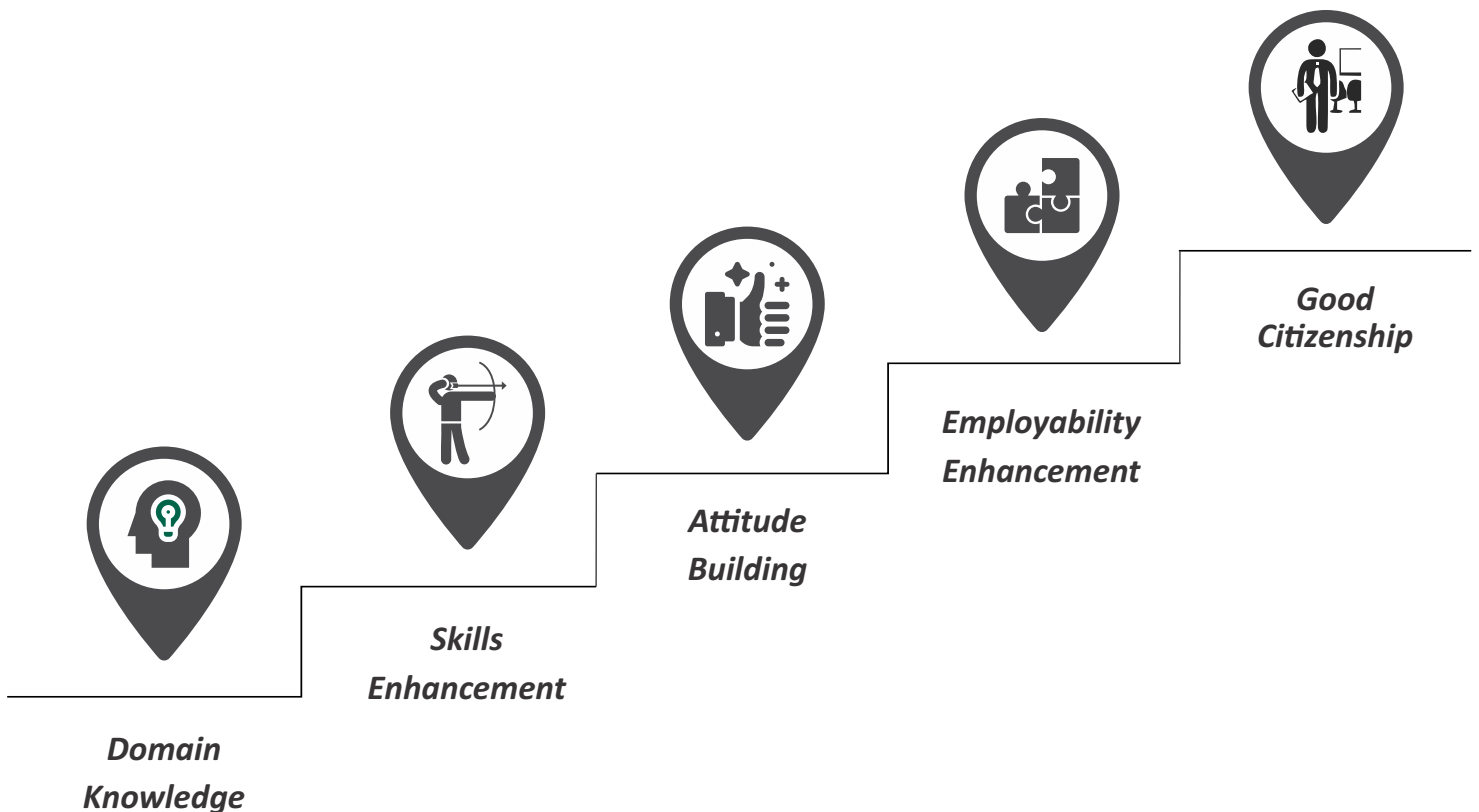 Good
Citizenship
Employability
Enhancement
Attitude
Building
Skills
Enhancement
Domain
Knowledge